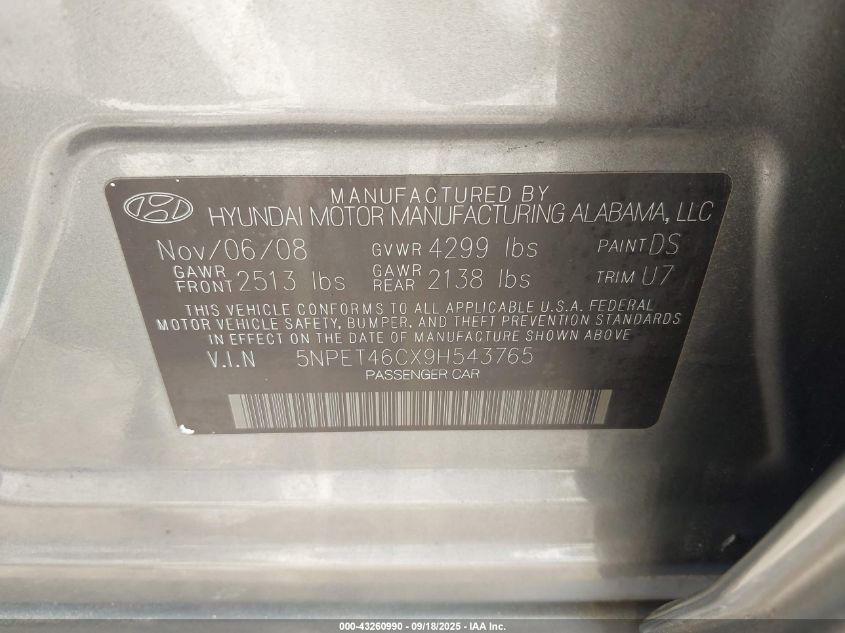 MANUFACTURED BY
HYUNDAI MOTOR MANUFACTURING ALABAMA, LLC
Nov/06/08 GVWR 4299 lbs PAINT DS
GAWR FRONT 2513 lbs GAWR REAR 2138 lbs TRIM U7
THIS VEHICLE CONFORMS TO ALL APPLICABLE U.S.A. FEDERAL
MOTOR VEHICLE SAFETY, BUMPER, AND THEFT PREVENTION STANDARDS
IN EFFECT ON THE DATE OF MANUFACTURE SHOWN ABOVE
V.I.N 5NPET46CX9H543765
PASSENGER CAR
000-43260990 - 09/18/2025 - IAA Inc.